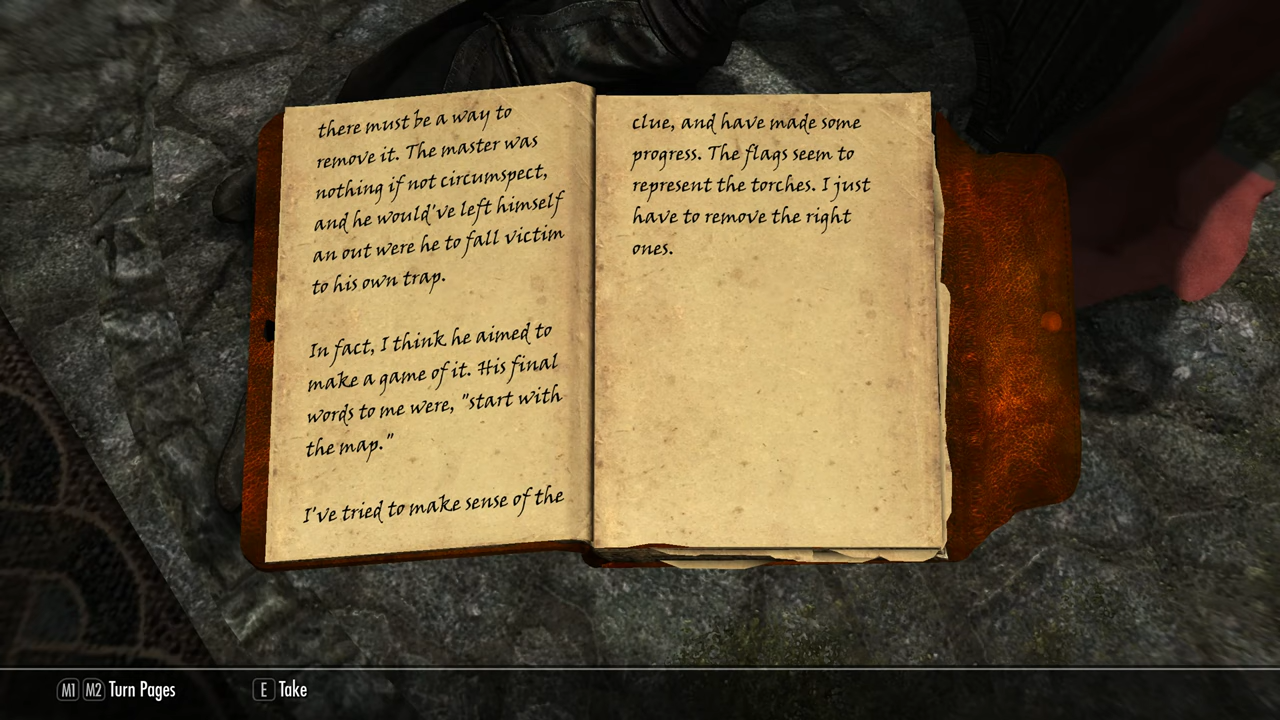 there must be a way to
remove it. The master was
nothing if not circumspect,
and he would've left himself
an out were he to fall victim
to his own trap.
In fact, I think he aimed to
make a game of it. His final
words to me were, "start with
the map."
I've tried to make sense of the
clue, and have made some
progress. The flags seem to
represent the torches. I just
have to remove the right
ones.
M1 M2 Turn Pages E Take